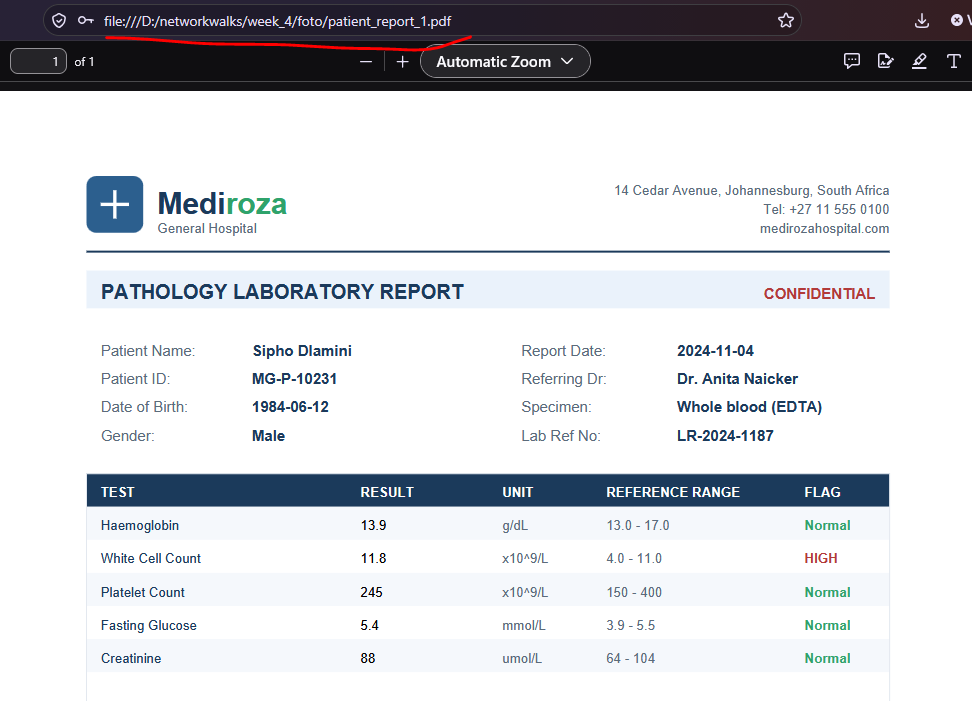 file:///D:/networkwalks/week_4/foto/patient_report_1.pdf
1 of 1 Automatic Zoom
Mediroza
General Hospital
14 Cedar Avenue, Johannesburg, South Africa
Tel: +27 11 555 0100
medirozahospital.com
PATHOLOGY LABORATORY REPORT CONFIDENTIAL
Patient Name: Sipho Dlamini Report Date: 2024-11-04
Patient ID: MG-P-10231 Referring Dr: Dr. Anita Naicker
Date of Birth: 1984-06-12 Specimen: Whole blood (EDTA)
Gender: Male Lab Ref No: LR-2024-1187
TEST RESULT UNIT REFERENCE RANGE FLAG
Haemoglobin 13.9 g/dL 13.0 - 17.0 Normal
White Cell Count 11.8 x10^9/L 4.0 - 11.0 HIGH
Platelet Count 245 x10^9/L 150 - 400 Normal
Fasting Glucose 5.4 mmol/L 3.9 - 5.5 Normal
Creatinine 88 umol/L 64 - 104 Normal